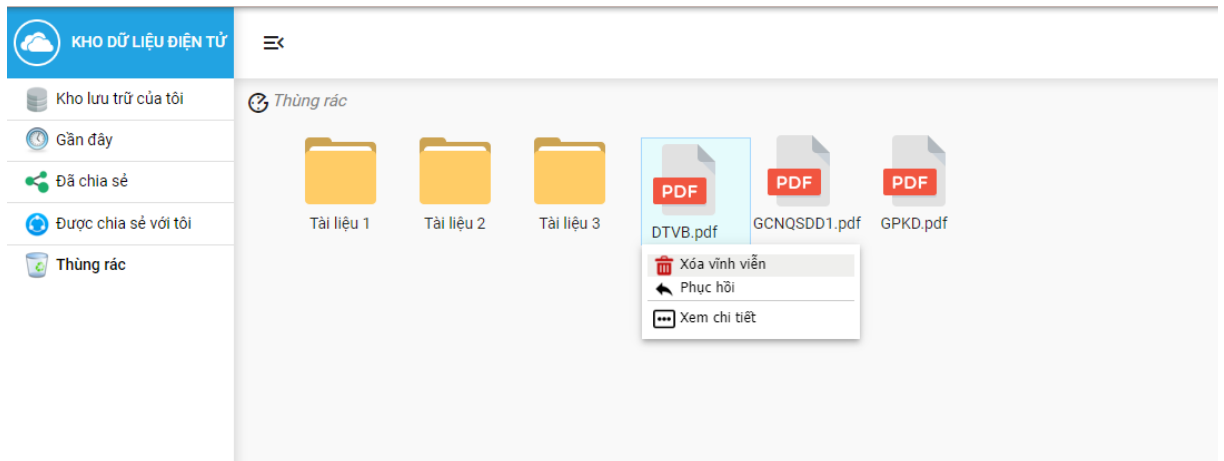 KHO DỮ LIỆU ĐIỆN TỬ
Kho lưu trữ của tôi
Gần đây
Đã chia sẻ
Được chia sẻ với tôi
Thùng rác
Thùng rác
Tài liệu 1
Tài liệu 2
Tài liệu 3
PDF
DTVB.pdf
PDF
GCNQSDD1.pdf
PDF
GPKD.pdf
Xóa vĩnh viễn
Phục hồi
Xem chi tiết